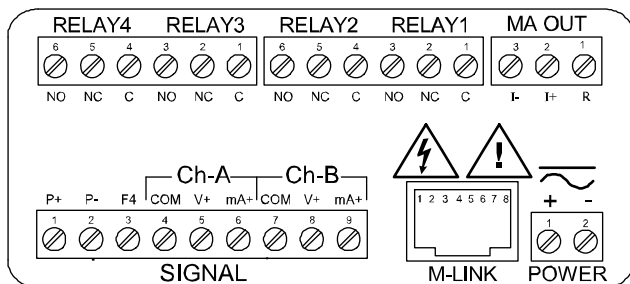 RELAY4 RELAY3 RELAY2 RELAY1 MA OUT
6 5 4 3 2 1 6 5 4 3 2 1 3 2 1
NO NC C NO NC C NO NC C NO NC C I- I+ R
Ch-A Ch-B
P+ P- F4 COM V+ mA+ COM V+ mA+
1 2 3 4 5 6 7 8 9
1 2 3 4 5 6 7 8
+ -
1 2
SIGNAL M-LINK POWER